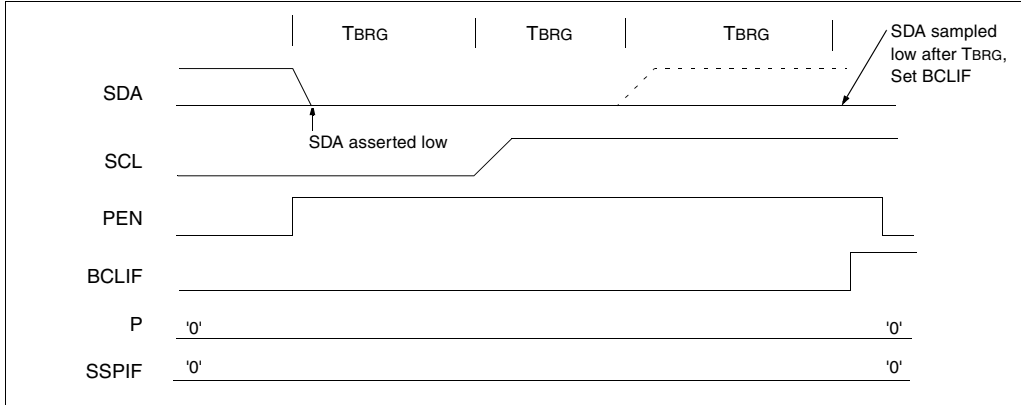 TBRG TBRG TBRG
SDA sampled
low after TBRG,
Set BCLIF
SDA
SDA asserted low
SCL
PEN
BCLIF
P '0' '0'
SSPIF '0' '0'